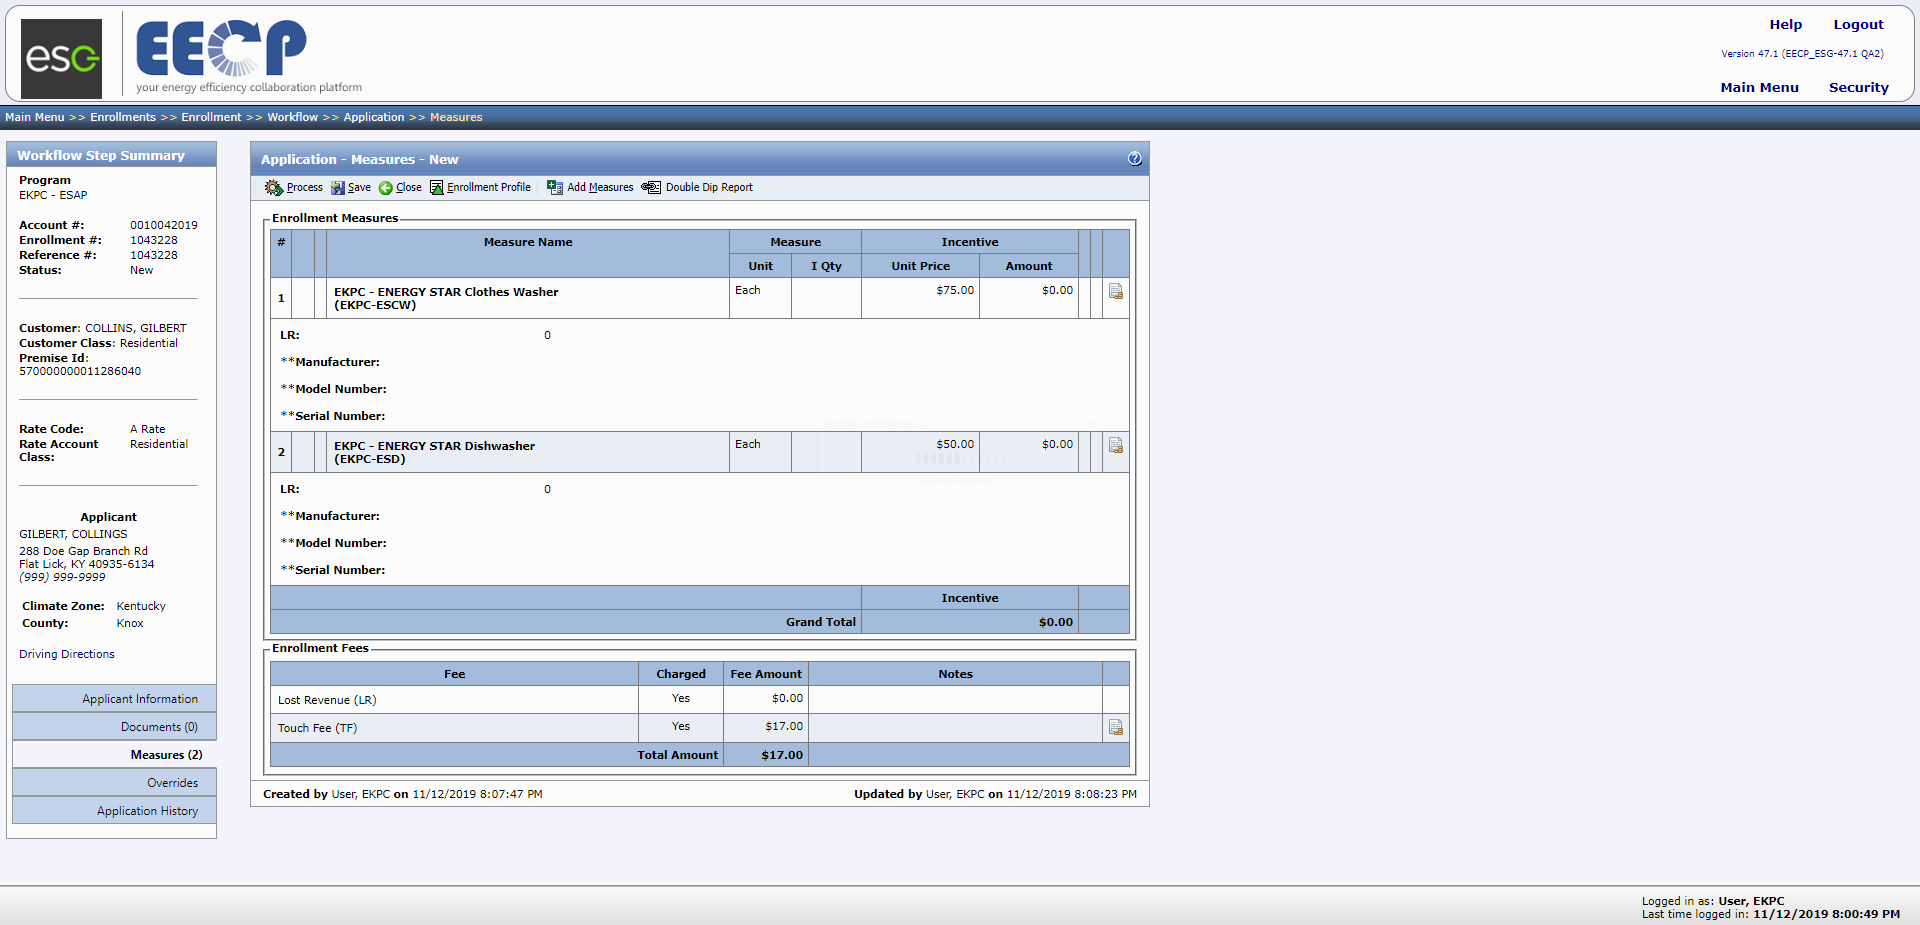 esc
EECP
your energy efficiency collaboration platform
Help Logout
Version 47.1 (EECP_ESG-47.1 QA2)
Main Menu Security
Main Menu >> Enrollments >> Enrollment >> Workflow >> Application >> Measures
Workflow Step Summary
Program
EKPC - ESAP
Account #: 0010042019
Enrollment #: 1043228
Reference #: 1043228
Status: New
Customer: COLLINS, GILBERT
Customer Class: Residential
Premise Id:
570000000011286040
Rate Code: A Rate
Rate Account Class: Residential
Applicant
GILBERT, COLLINGS
288 Doe Gap Branch Rd
Flat Lick, KY 40935-6134
(999) 999-9999
Climate Zone: Kentucky
County: Knox
Driving Directions
Applicant Information
Documents (0)
Measures (2)
Overrides
Application History
Application - Measures - New
Process Save Close Enrollment Profile Add Measures Double Dip Report
Enrollment Measures
# Measure Name Measure Incentive
Unit I Qty Unit Price Amount
1 EKPC - ENERGY STAR Clothes Washer Each $75.00 $0.00
(EKPC-ESCW)
LR: 0
**Manufacturer:
**Model Number:
**Serial Number:
2 EKPC - ENERGY STAR Dishwasher Each $50.00 $0.00
(EKPC-ESD)
LR: 0
**Manufacturer:
**Model Number:
**Serial Number:
Incentive
Grand Total $0.00
Enrollment Fees
Fee Charged Fee Amount Notes
Lost Revenue (LR) Yes $0.00
Touch Fee (TF) Yes $17.00
Total Amount $17.00
Created by User, EKPC on 11/12/2019 8:07:47 PM Updated by User, EKPC on 11/12/2019 8:08:23 PM
Logged in as: User, EKPC
Last time logged in: 11/12/2019 8:00:49 PM